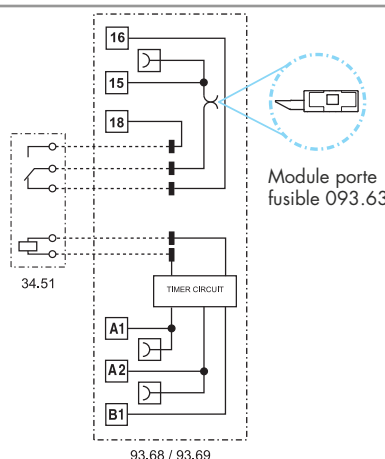 16
15
18
Module porte
fusible 093.63
34.51
TIMER CIRCUIT
A1
A2
B1
93.68 / 93.69